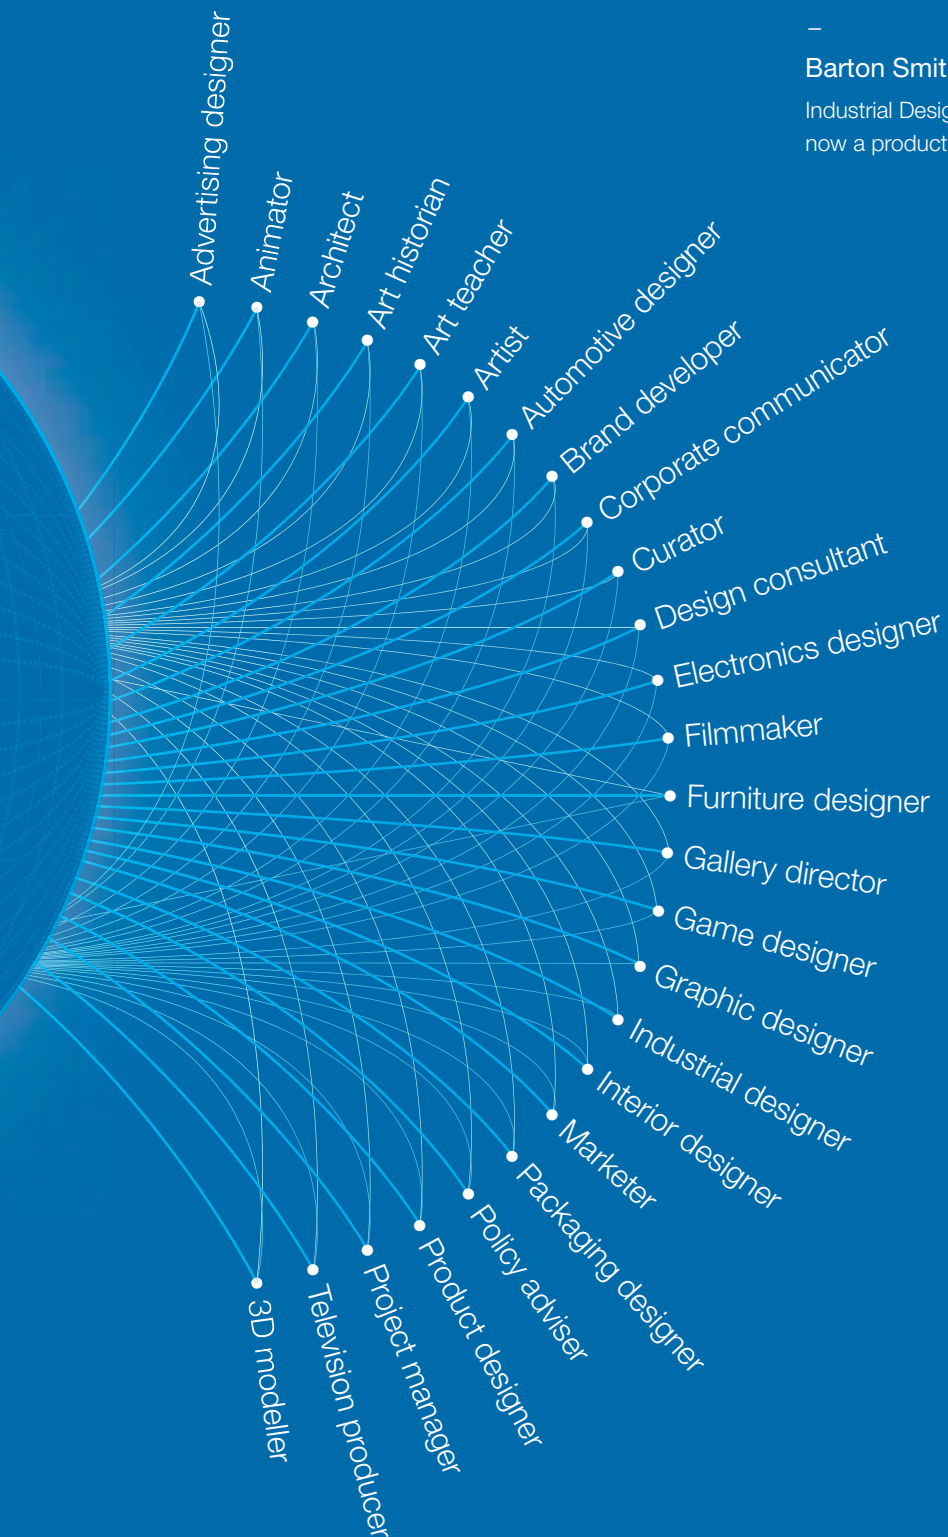 –
Barton Smit
Industrial Desig
now a product
Advertising designer
Animator
Architect
Art historian
Art teacher
Artist
Automotive designer
Brand developer
Corporate communicator
Curator
Design consultant
Electronics designer
Filmmaker
Furniture designer
Gallery director
Game designer
Graphic designer
Industrial designer
Interior designer
Marketer
Packaging designer
Policy adviser
Product designer
Project manager
Television producer
3D modeller